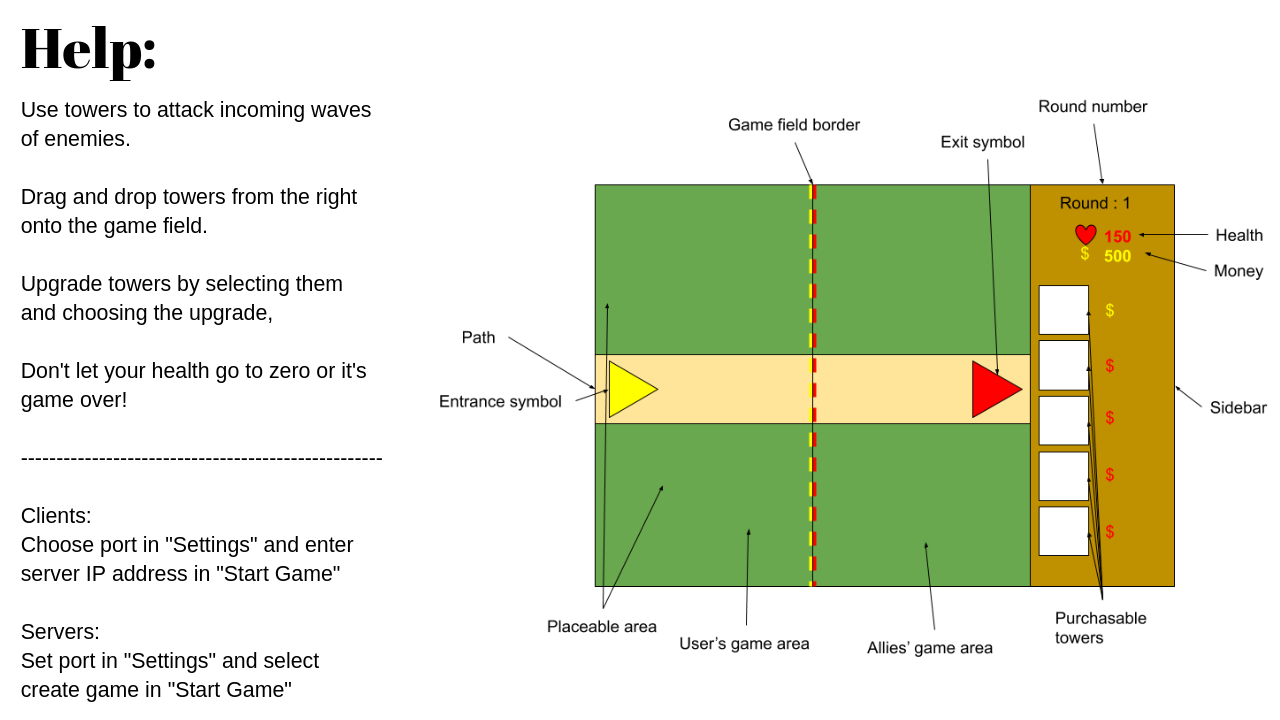 Help:
Use towers to attack incoming waves
of enemies.
Drag and drop towers from the right
onto the game field.
Upgrade towers by selecting them
and choosing the upgrade,
Don't let your health go to zero or it's
game over!
---------------------------------------------------
Clients:
Choose port in "Settings" and enter
server IP address in "Start Game"
Servers:
Set port in "Settings" and select
create game in "Start Game"
Round number
Game field border
Exit symbol
Round : 1
150
Health
$ 500
Money
$
Path
$
Entrance symbol
Sidebar
$
$
$
Placeable area
User's game area
Allies' game area
Purchasable
towers